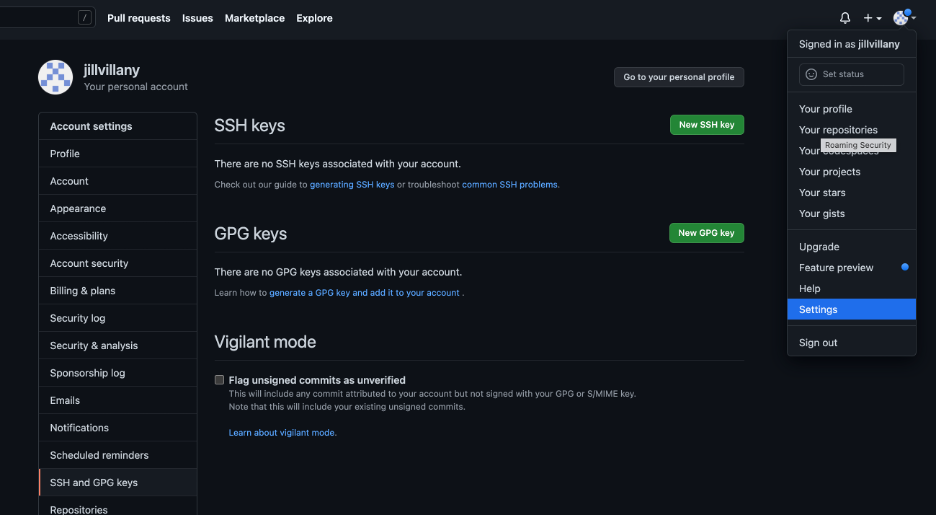 /
Pull requests Issues Marketplace Explore
jillvillany
Your personal account
Go to your personal profile
Account settings
Profile
Account
Appearance
Accessibility
Account security
Billing & plans
Security log
Security & analysis
Sponsorship log
Emails
Notifications
Scheduled reminders
SSH and GPG keys
Repositories
SSH keys
New SSH key
There are no SSH keys associated with your account.
Check out our guide to generating SSH keys or troubleshoot common SSH problems.
GPG keys
New GPG key
There are no GPG keys associated with your account.
Learn how to generate a GPG key and add it to your account .
Vigilant mode
Flag unsigned commits as unverified
This will include any commit attributed to your account but not signed with your GPG or S/MIME key.
Note that this will include your existing unsigned commits.
Learn about vigilant mode.
Signed in as jillvillany
Set status
Your profile
Your repositories
Roaming Security
Your codespaces
Your projects
Your stars
Your gists
Upgrade
Feature preview
Help
Settings
Sign out